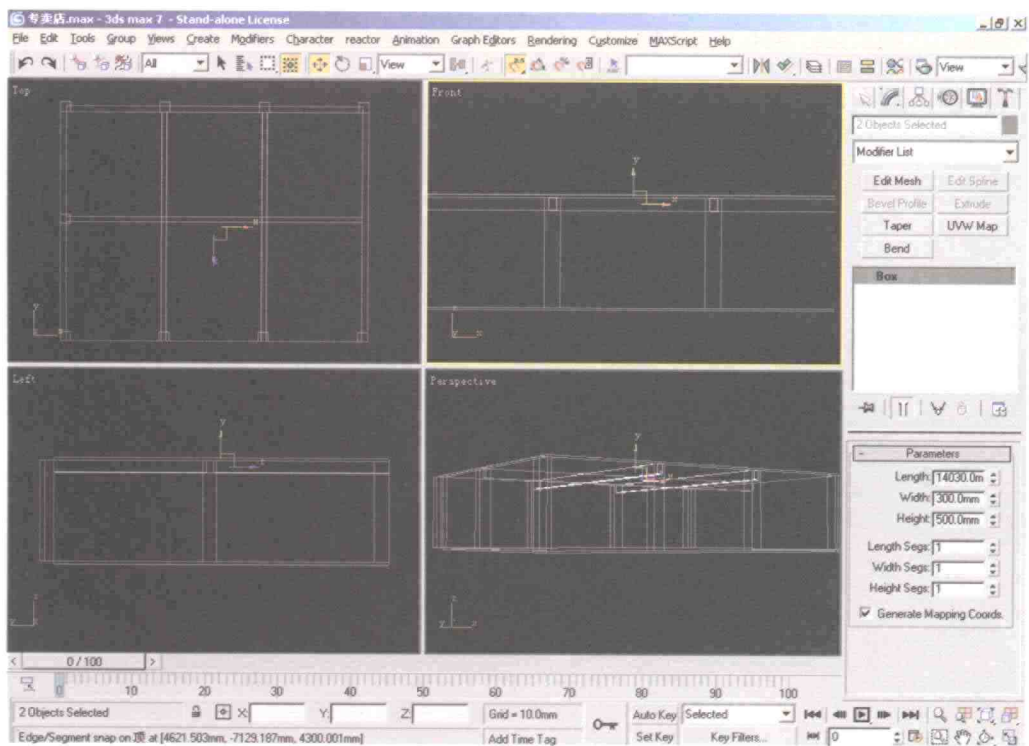 专卖店.max - 3ds max 7 - Stand-alone License
File Edit Tools Group Views Create Modifiers Character reactor Animation Graph Editors Rendering Customize MAXScript Help
All View View
Top
Front
Left
Perspective
2 Objects Selected
Modifier List
Edit Mesh Edit Spline
Bevel Profile Extrude
Taper UVW Map
Bend
Box
- Parameters
Length: 14030.0m
Width: 300.0mm
Height: 500.0mm
Length Segs: 1
Width Segs: 1
Height Segs: 1
Generate Mapping Coords.
< 0 / 100 >
0 10 20 30 40 50 60 70 80 90 100
2 Objects Selected X: Y: Z: Grid = 10.0mm Auto Key Selected
Edge/Segment snap on 顶 at [4621.503mm, -7129.187mm, 4300.001mm] Add Time Tag Set Key Key Filters... 0